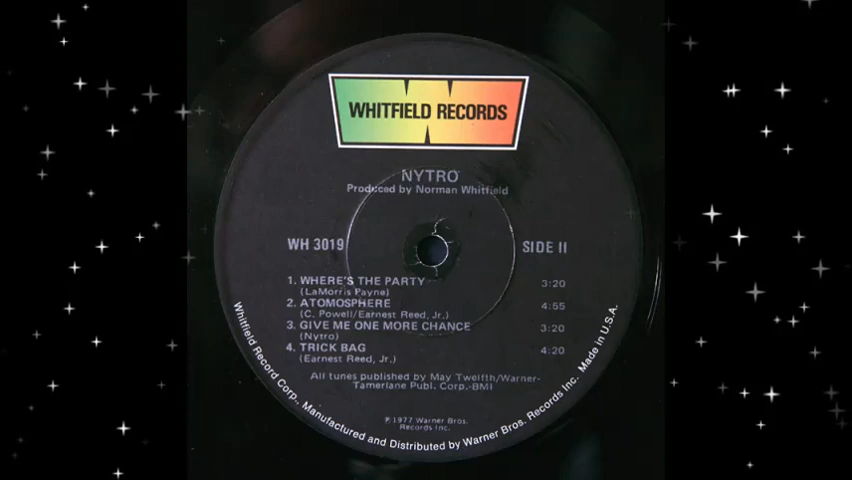 WHITFIELD RECORDS
NYTRO
Produced by Norman Whitfield
WH 3019
SIDE II
1. WHERE'S THE PARTY 3:20
(LaMorris Payne)
2. ATOMOSPHERE 4:55
(C. Powell/Earnest Reed, Jr.)
3. GIVE ME ONE MORE CHANCE 3:20
(Nytro)
4. TRICK BAG 4:20
(Earnest Reed, Jr.)
All tunes published by May Twelfth/Warner-
Tamerlane Publ. Corp.-BMI
℗ 1977 Warner Bros.
Records Inc.
Whitfield Record Corp., Manufactured and Distributed by Warner Bros. Records Inc. Made in U.S.A.